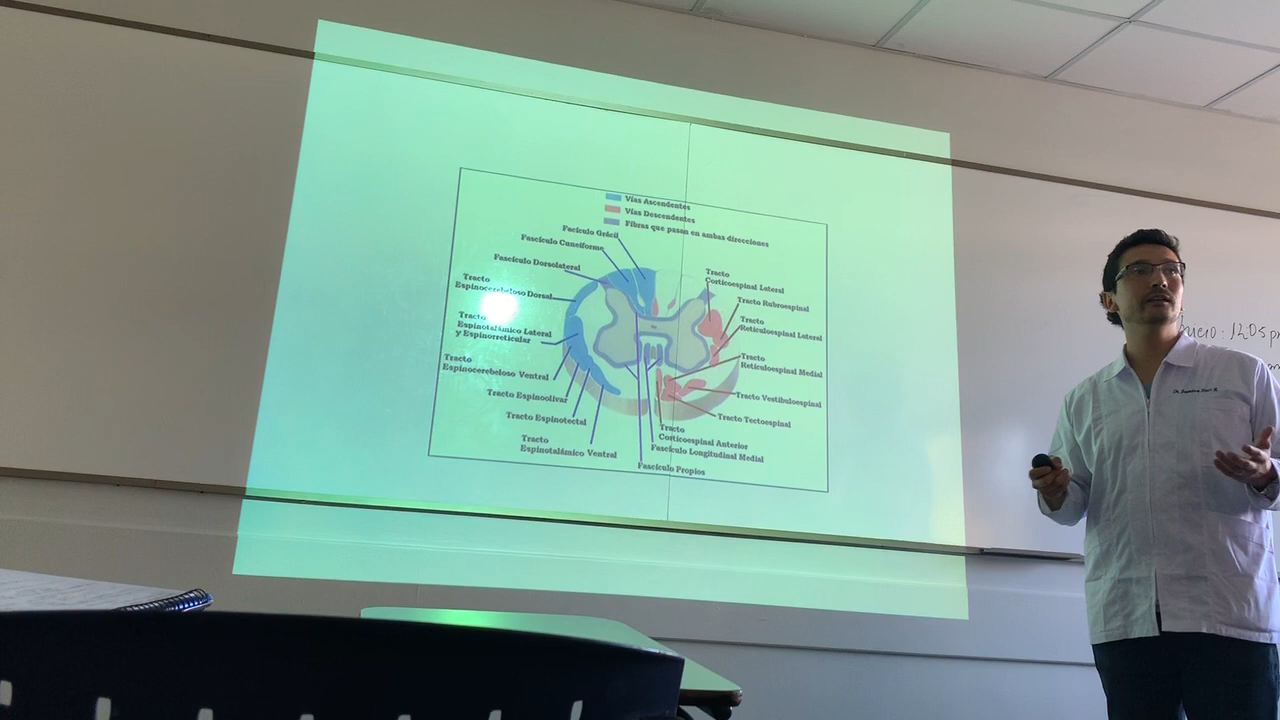 Vías Ascendentes
Vías Descendentes
Fibras que pasan en ambas direcciones
Facículo Grácil
Fascículo Cuneiforme
Fascículo Dorsolateral
Tracto
Espinocerebeloso Dorsal
Tracto
Espinotalámico Lateral
y Espinorreticular
Tracto
Espinocerebeloso Ventral
Tracto Espinoolivar
Tracto Espinotectal
Tracto
Espinotalámico Ventral
Tracto
Corticoespinal Lateral
Tracto Rubroespinal
Tracto
Reticuloespinal Lateral
Tracto
Reticuloespinal Medial
Tracto Vestibuloespinal
Tracto Tectoespinal
Tracto
Corticoespinal Anterior
Fascículo Longitudinal Medial
Fascículo Propios
Dr.